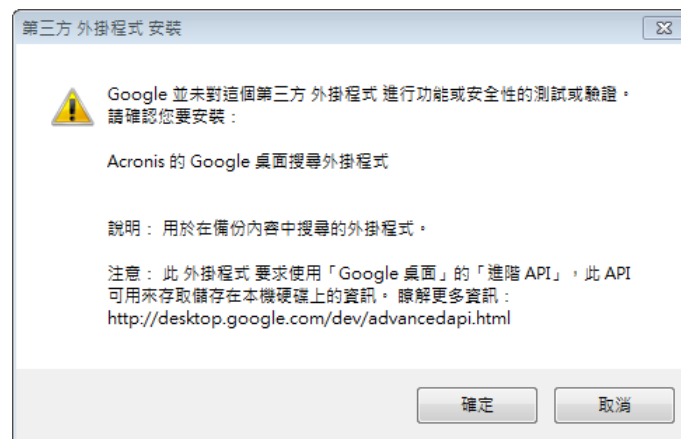 第三方 外掛程式 安裝
Google 並未對這個第三方 外掛程式 進行功能或安全性的測試或驗證。
請確認您要安裝：
Acronis 的 Google 桌面搜尋外掛程式
說明： 用於在備份內容中搜尋的外掛程式。
注意： 此 外掛程式 要求使用「Google 桌面」的「進階 API」，此 API
可用來存取儲存在本機硬碟上的資訊。 瞭解更多資訊：
http://desktop.google.com/dev/advancedapi.html
確定
取消